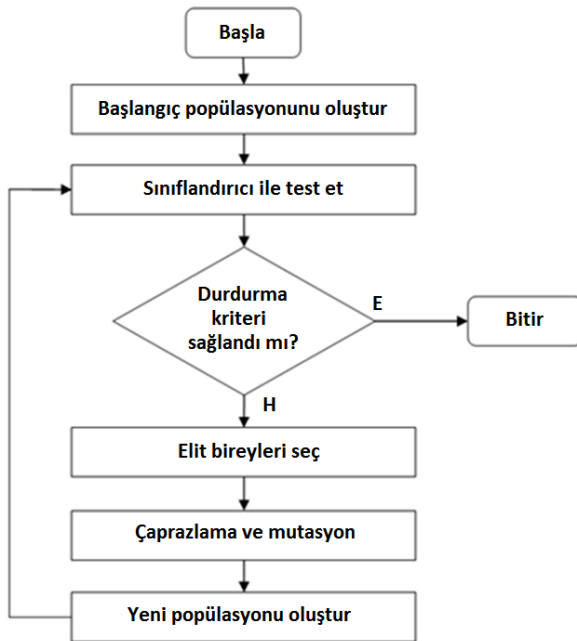 Başla
Başlangıç popülasyonunu oluştur
Sınıflandırıcı ile test et
Durdurma
kriteri
sağlandı mı?
E
Bitir
H
Elit bireyleri seç
Çaprazlama ve mutasyon
Yeni popülasyonu oluştur